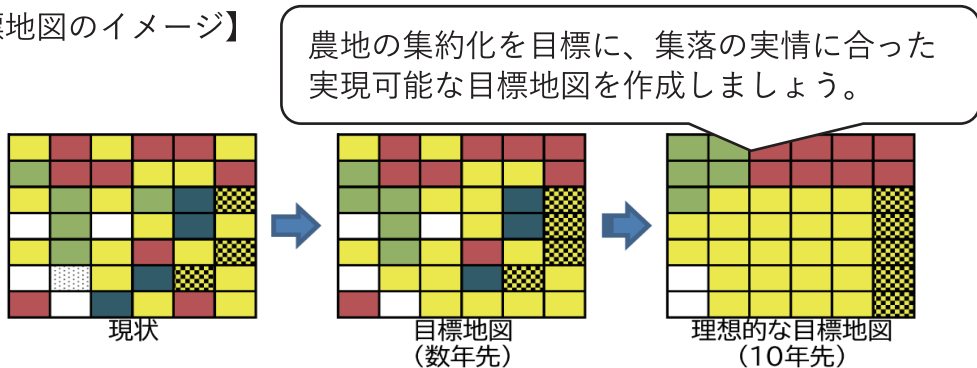 標地図のイメージ】
農地の集約化を目標に、集落の実情に合った
実現可能な目標地図を作成しましょう。
現状
目標地図
（数年先）
理想的な目標地図
（10年先）